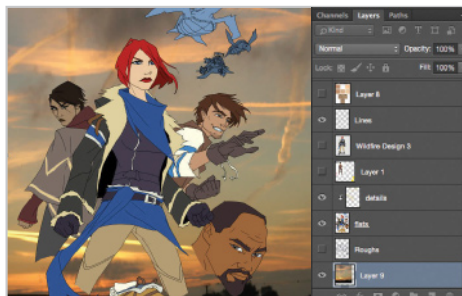 Channels Layers Paths
Kind
Normal Opacity: 100%
Lock: Fill: 100%
Layer 8
Lines
Wildfire Design 3
Layer 1
details
flats
Roughs
Layer 9